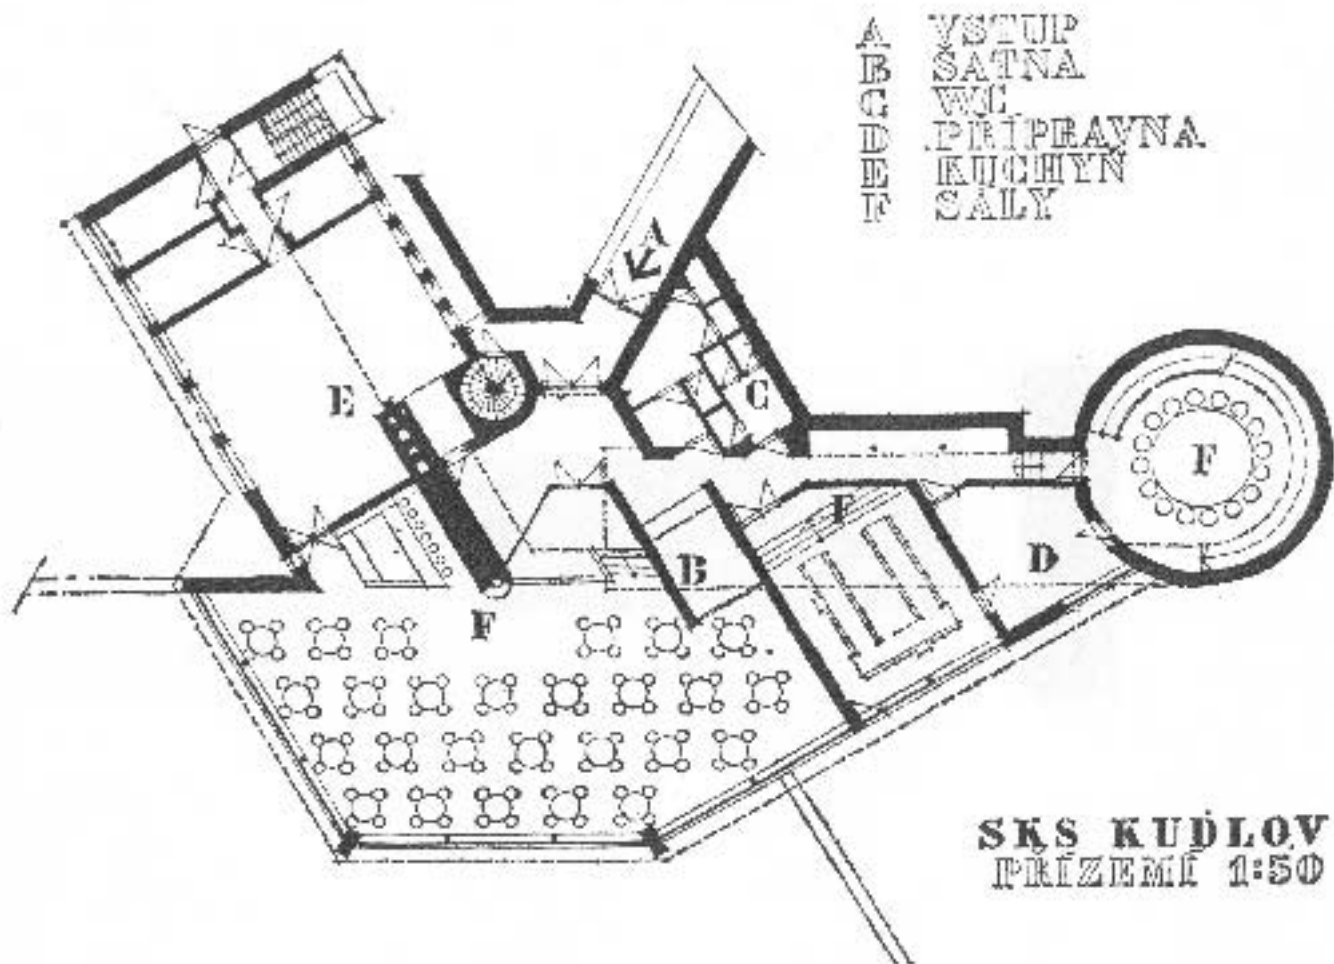 A VSTUP
B ŠATNA
C WC
D PŘÍPRAVNA
E KUCHYŇ
F SÁLY
A
E
C
F
F
B
D
F
SKS KUDLOV
PŘÍZEMÍ 1:50